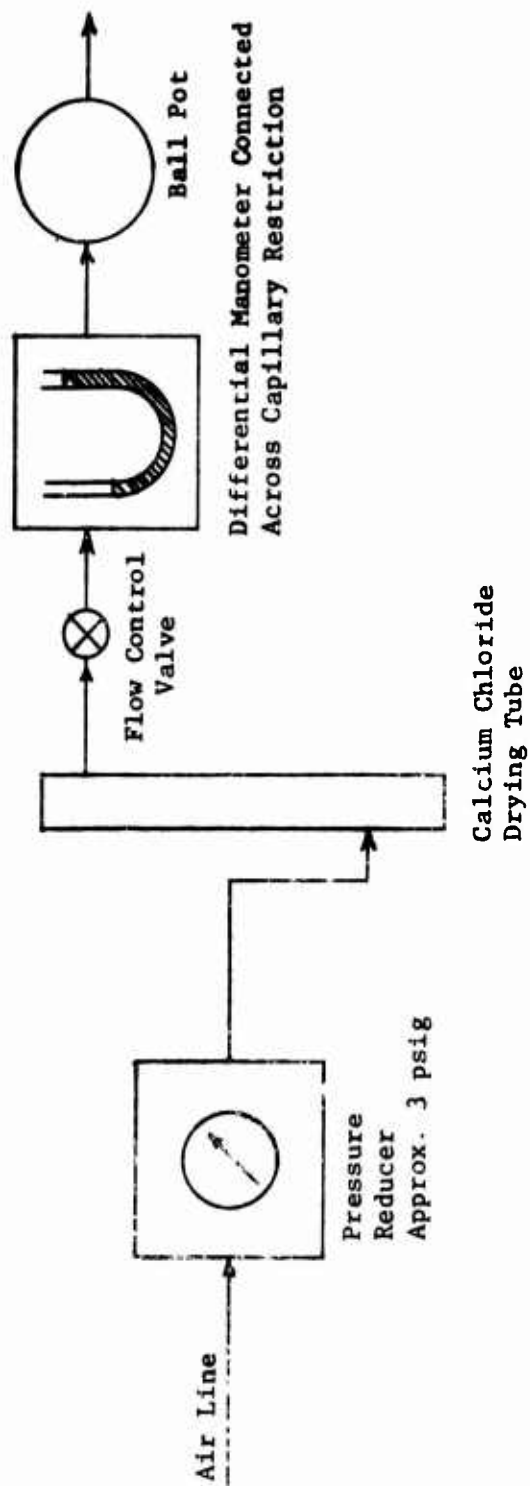 Air Line
Pressure
Reducer
Approx. 3 psig
Calcium Chloride
Drying Tube
Flow Control
Valve
Differential Manometer Connected
Across Capillary Restriction
Ball Pot